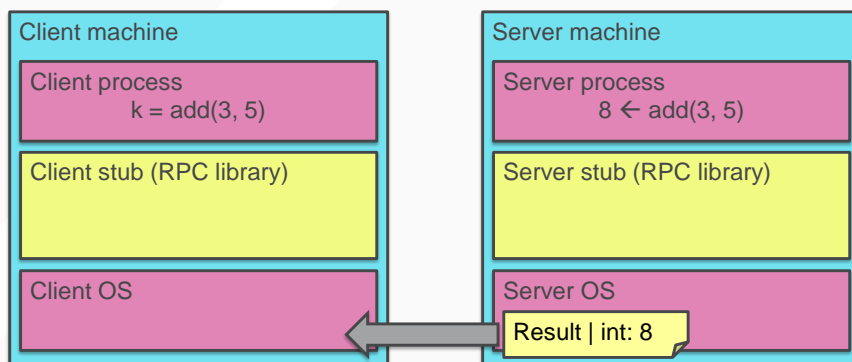 Client machine
Client process
k = add(3, 5)
Client stub (RPC library)
Client OS
Server machine
Server process
8 ← add(3, 5)
Server stub (RPC library)
Server OS
Result | int: 8